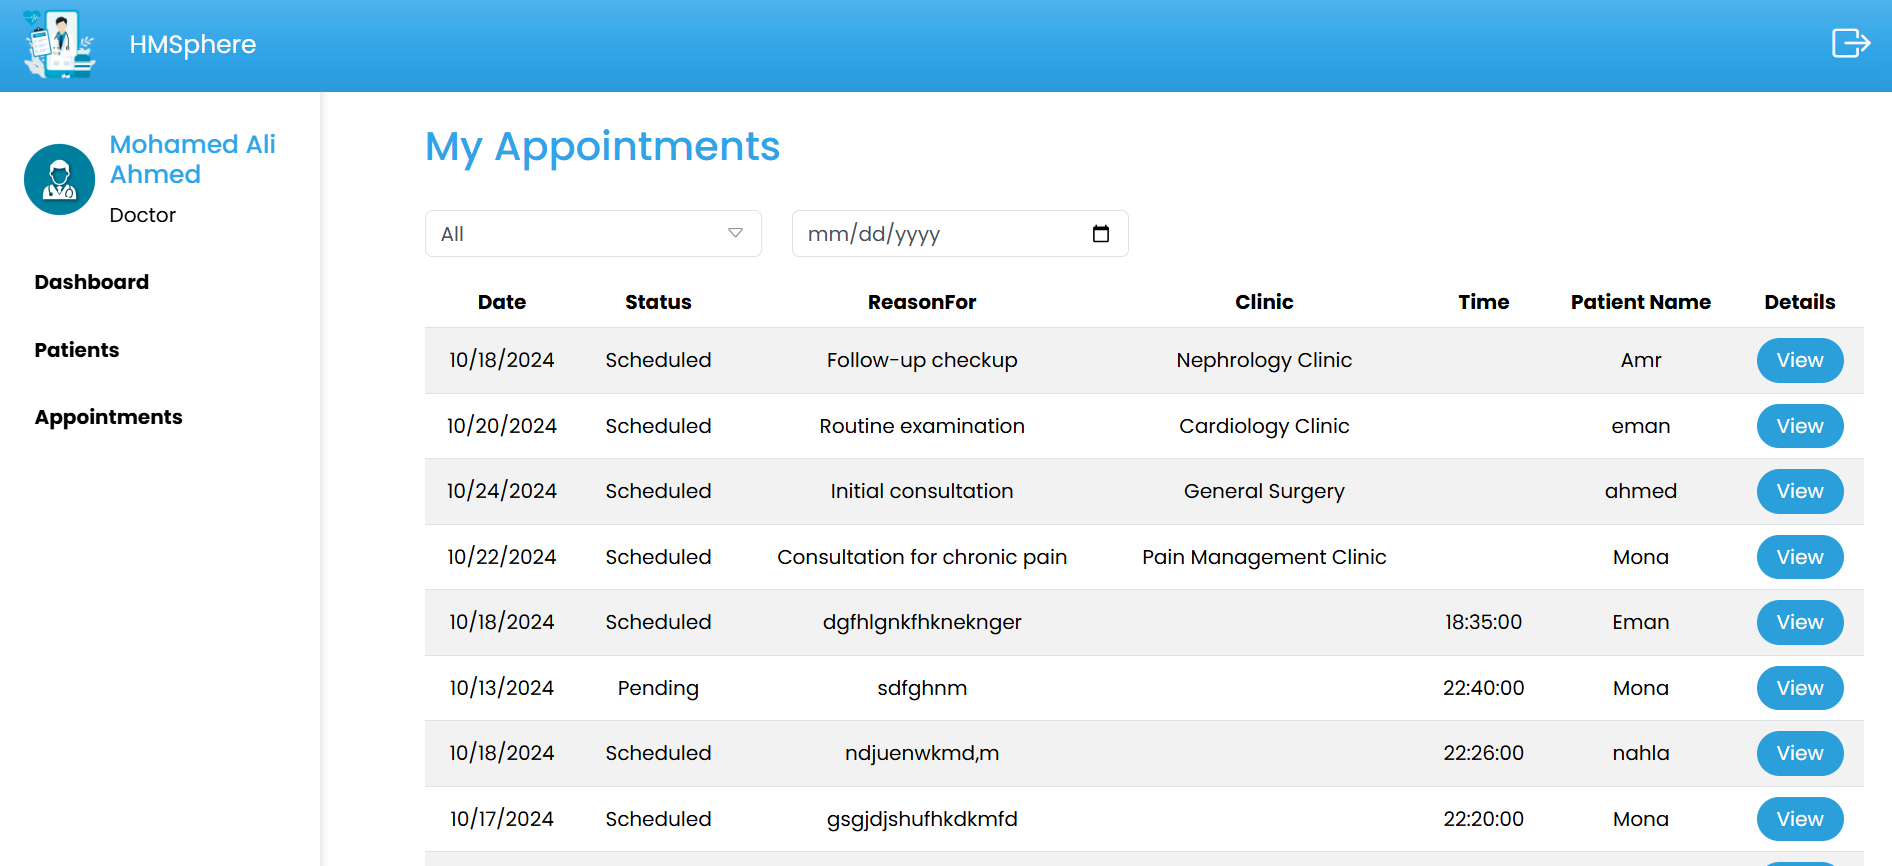 HMSphere
Mohamed Ali
Ahmed
Doctor
Dashboard
Patients
Appointments
My Appointments
All mm/dd/yyyy
Date Status ReasonFor Clinic Time Patient Name Details
10/18/2024 Scheduled Follow-up checkup Nephrology Clinic Amr View
10/20/2024 Scheduled Routine examination Cardiology Clinic eman View
10/24/2024 Scheduled Initial consultation General Surgery ahmed View
10/22/2024 Scheduled Consultation for chronic pain Pain Management Clinic Mona View
10/18/2024 Scheduled dgfhlgnkfhkneknger 18:35:00 Eman View
10/13/2024 Pending sdfghnm 22:40:00 Mona View
10/18/2024 Scheduled ndjuenwkmd,m 22:26:00 nahla View
10/17/2024 Scheduled gsgjdjshufhkdkmfd 22:20:00 Mona View